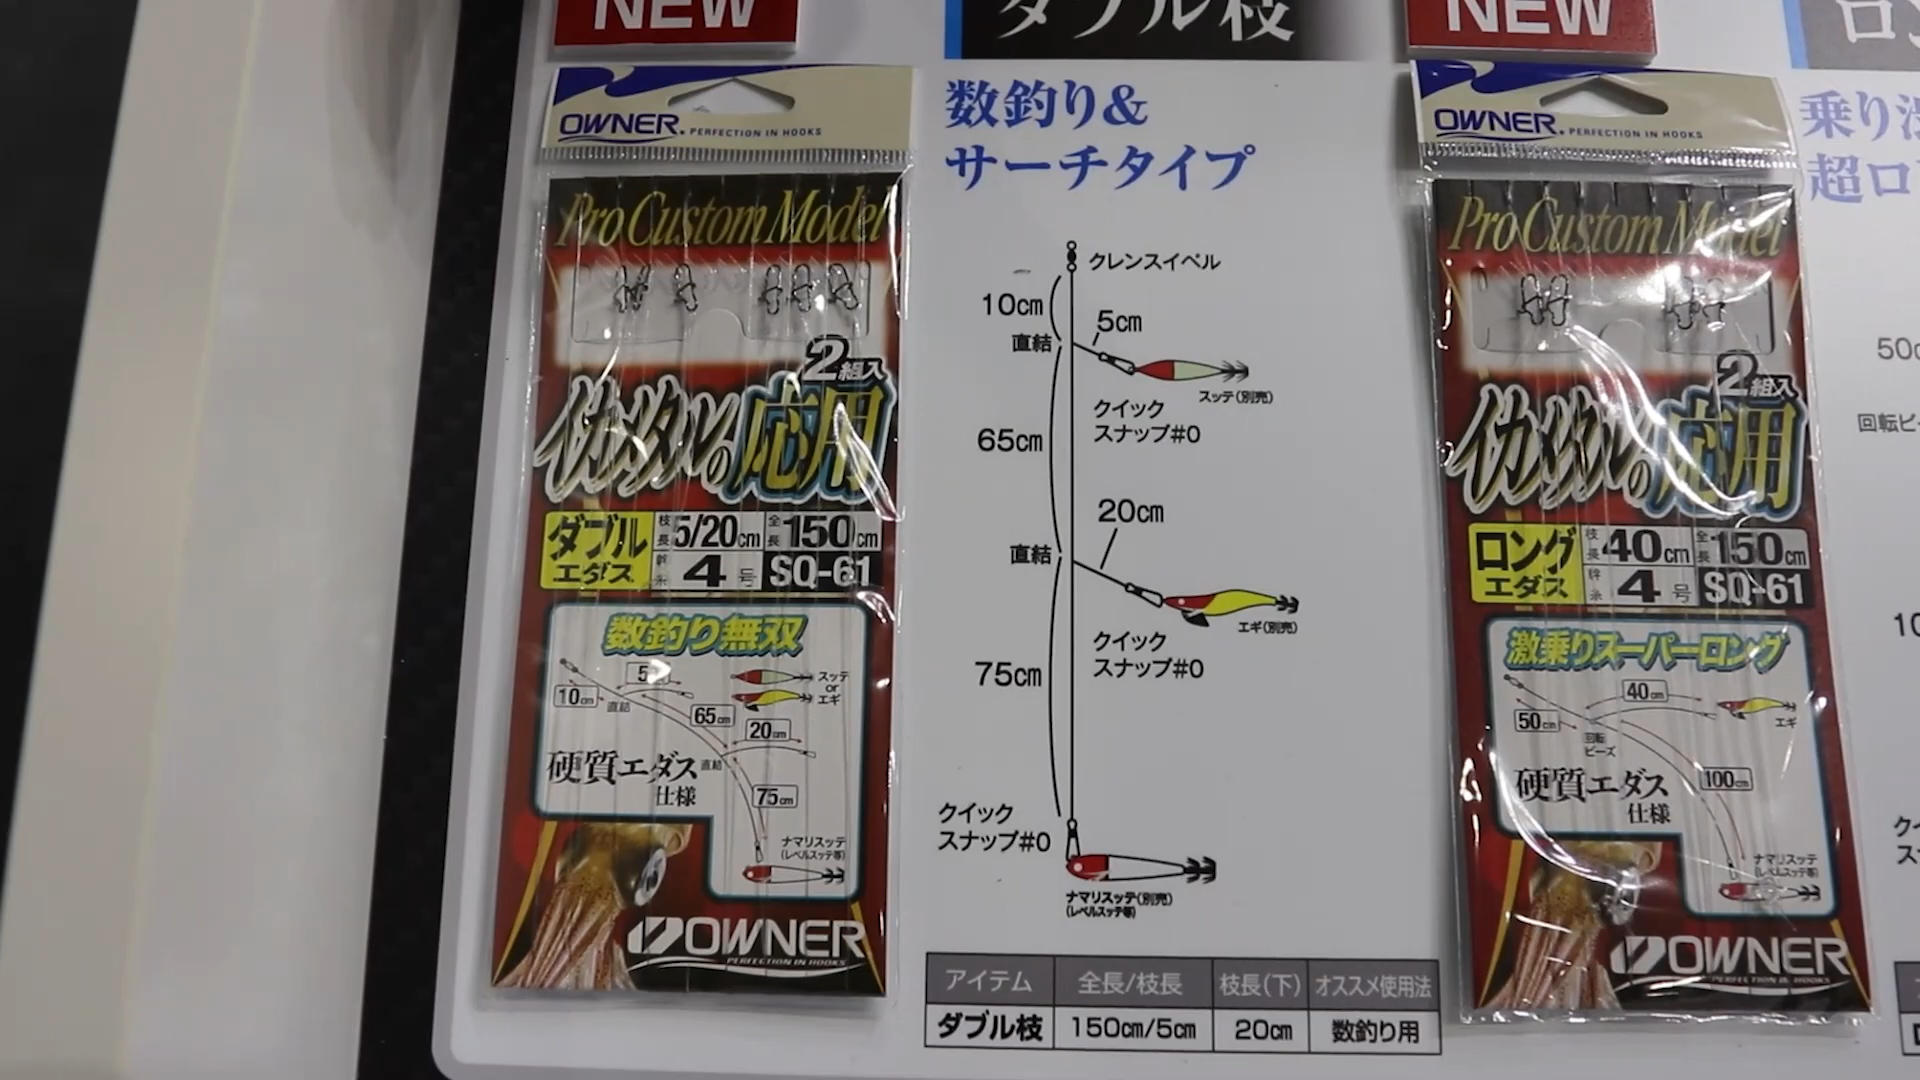 NEW
OWNER. PERFECTION IN HOOKS
Pro Custom Model
2組入
イカメタルの応用
ダブル
エダス
枝長 5/20cm 全長 150cm
幹糸 4号 SQ-61
数釣り無双
スッテ
or
エギ
10cm
直結
65cm
20cm
直結
75cm
硬質エダス
仕様
ナマリスッテ
(レベルスッテ等)
OWNER
PERFECTION IN HOOKS
ダブル枝
数釣り&
サーチタイプ
クレンスイベル
10cm
5cm
直結
スッテ(別売)
クイック
スナップ#0
65cm
20cm
直結
エギ(別売)
クイック
スナップ#0
75cm
クイック
スナップ#0
ナマリスッテ(別売)
(レベルスッテ等)
アイテム 全長/枝長 枝長(下) オススメ使用法
ダブル枝 150cm/5cm 20cm 数釣り用
NEW
OWNER. PERFECTION IN HOOKS
Pro Custom Model
2組入
イカメタルの応用
ロング
エダス
枝長 40cm 全長 150cm
幹糸 4号 SQ-61
激乗りスーパーロング
40cm
50cm
エギ
回転
ビーズ
100cm
硬質エダス
仕様
ナマリスッテ
(レベルスッテ等)
OWNER
PERFECTION IN HOOKS
乗り
超ロ
回転ビ